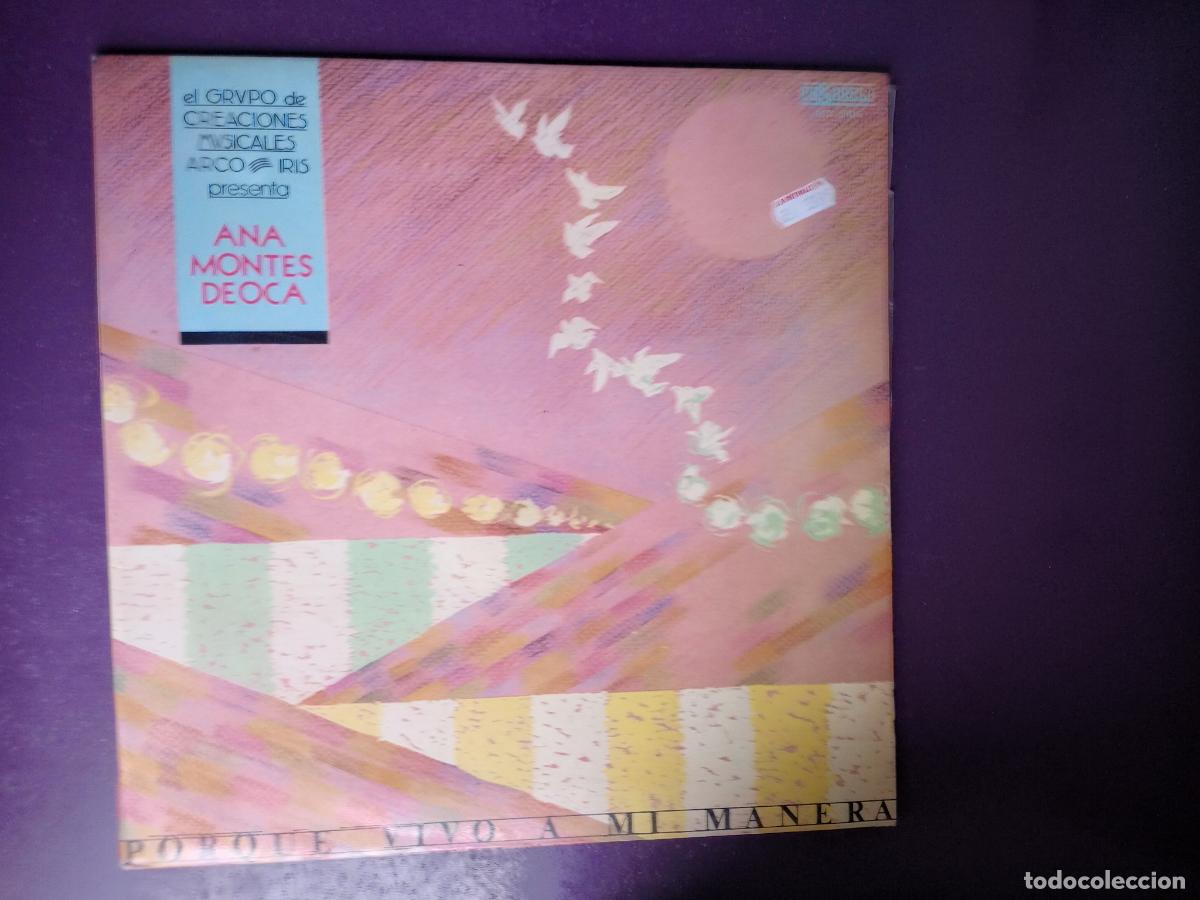 el GRVPO de
CREACIONES
MVSICALES
ARCO IRIS
presenta
ANA
MONTES
DEOCA
PORQUE VIVO A MI MANERA
todocoleccion